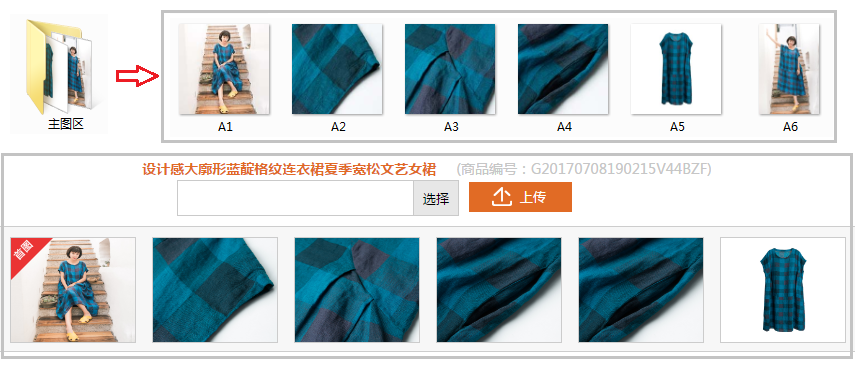 主图区
A1
A2
A3
A4
A5
A6
设计感大廓形蓝靛格纹连衣裙夏季宽松文艺女裙 (商品编号：G20170708190215V44BZF)
选择
上传
首图